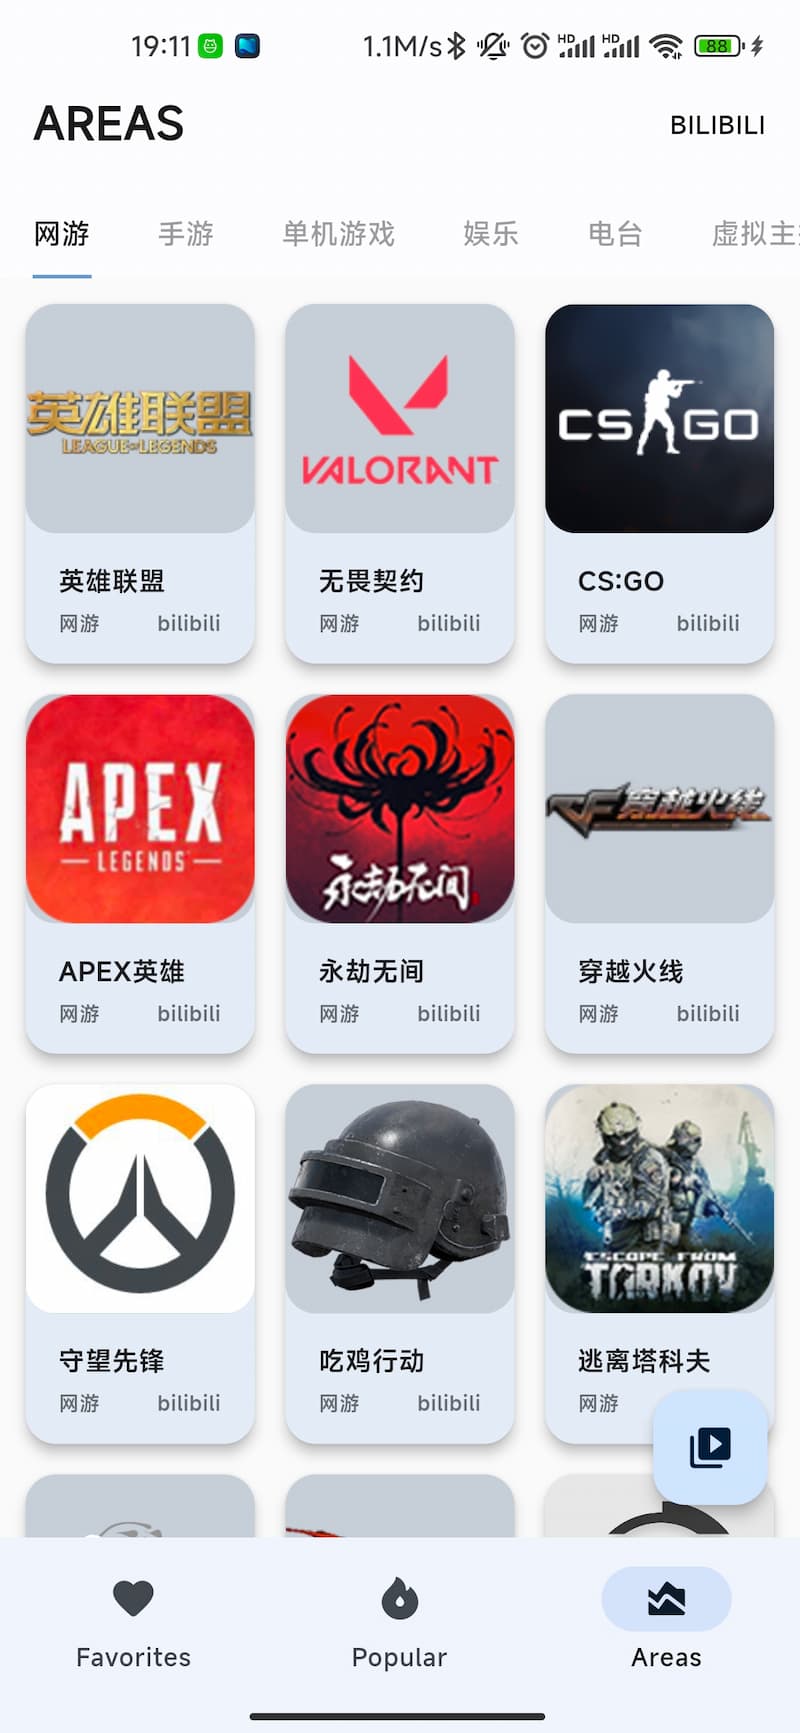 19:11
1.1M/s HD HD 88
AREAS
BILIBILI
网游 手游 单机游戏 娱乐 电台 虚拟主
英雄联盟
LEAGUE OF LEGENDS
VALORANT
CS GO
英雄联盟
无畏契约
CS:GO
网游 bilibili
网游 bilibili
网游 bilibili
APEX
LEGENDS
永劫无间
CF 穿越火线
APEX英雄
永劫无间
穿越火线
网游 bilibili
网游 bilibili
网游 bilibili
ESCAPE FROM
TARKOV
守望先锋
吃鸡行动
逃离塔科夫
网游 bilibili
网游 bilibili
网游
Favorites
Popular
Areas